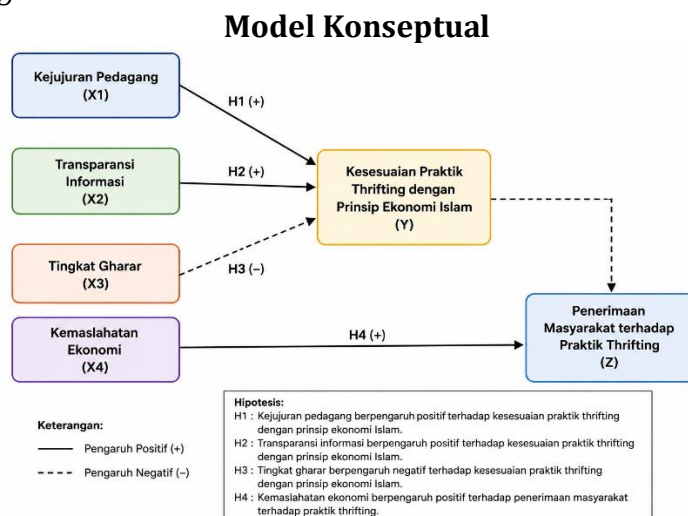 Model Konseptual
Kejujuran Pedagang
(X1)
H1 (+)
Transparansi
Informasi
(X2)
H2 (+)
Kesesuaian Praktik
Thrifting dengan
Prinsip Ekonomi Islam
(Y)
Tingkat Gharar
(X3)
H3 (–)
Kemaslahatan
Ekonomi
(X4)
H4 (+)
Penerimaan
Masyarakat terhadap
Praktik Thrifting
(Z)
Keterangan:
Pengaruh Positif (+)
Pengaruh Negatif (–)
Hipotesis:
H1 : Kejujuran pedagang berpengaruh positif terhadap kesesuaian praktik thrifting
dengan prinsip ekonomi Islam.
H2 : Transparansi informasi berpengaruh positif terhadap kesesuaian praktik thrifting
dengan prinsip ekonomi Islam.
H3 : Tingkat gharar berpengaruh negatif terhadap kesesuaian praktik thrifting
dengan prinsip ekonomi Islam.
H4 : Kemaslahatan ekonomi berpengaruh positif terhadap penerimaan masyarakat
terhadap praktik thrifting.